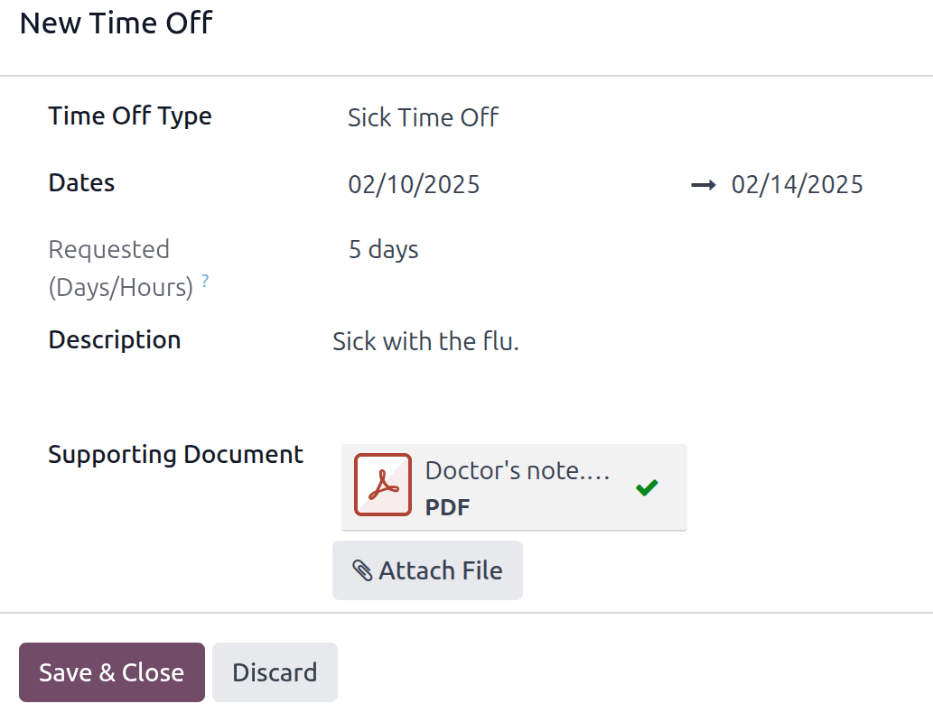 New Time Off
Time Off Type Sick Time Off
Dates 02/10/2025 → 02/14/2025
Requested 5 days
(Days/Hours) ?
Description Sick with the flu.
Supporting Document
Doctor's note....
PDF
Attach File
Save & Close Discard